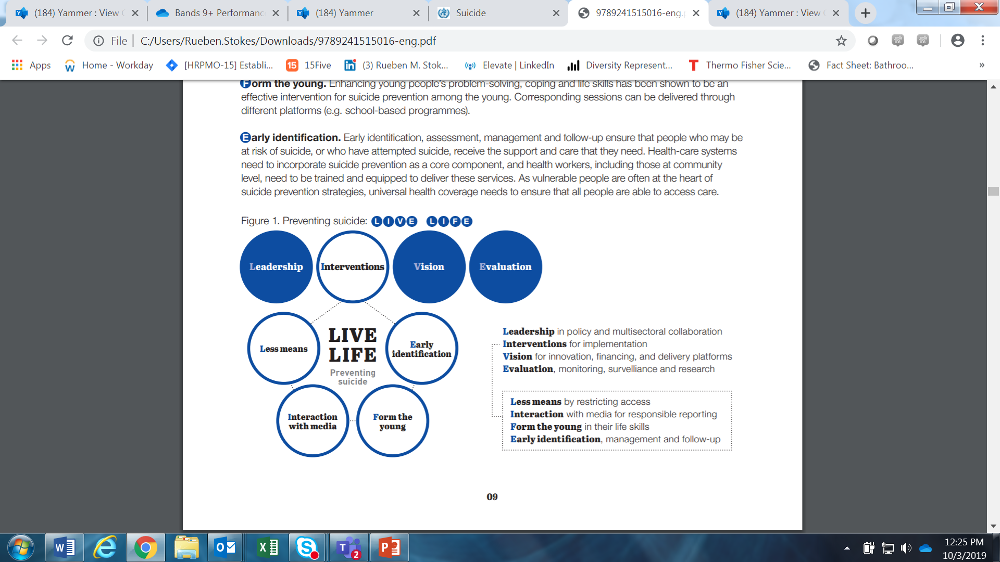 (184) Yammer : View C
Bands 9+ Performanc
(184) Yammer
Suicide
9789241515016-eng.p
(184) Yammer : View C
File
C:/Users/Rueben.Stokes/Downloads/9789241515016-eng.pdf
Apps
Home - Workday
[HRPMO-15] Establi...
15
15Five
in
(3) Rueben M. Stok...
Elevate | LinkedIn
Diversity Represent...
T
Thermo Fisher Scie...
Fact Sheet: Bathroo...
»
Form the young. Enhancing young people's problem-solving, coping and life skills has been shown to be an
effective intervention for suicide prevention among the young. Corresponding sessions can be delivered through
different platforms (e.g. school-based programmes).
Early identification. Early identification, assessment, management and follow-up ensure that people who may be
at risk of suicide, or who have attempted suicide, receive the support and care that they need. Health-care systems
need to incorporate suicide prevention as a core component, and health workers, including those at community
level, need to be trained and equipped to deliver these services. As vulnerable people are often at the heart of
suicide prevention strategies, universal health coverage needs to ensure that all people are able to access care.
Figure 1. Preventing suicide: LIVE LIFE
Leadership
Interventions
Vision
Evaluation
Less means
LIVE
LIFE
Preventing
suicide
Early
identification
Interaction
with media
Form the
young
Leadership in policy and multisectoral collaboration
Interventions for implementation
Vision for innovation, financing, and delivery platforms
Evaluation, monitoring, survelliance and research
Less means by restricting access
Interaction with media for responsible reporting
Form the young in their life skills
Early identification, management and follow-up
09
12:25 PM
10/3/2019